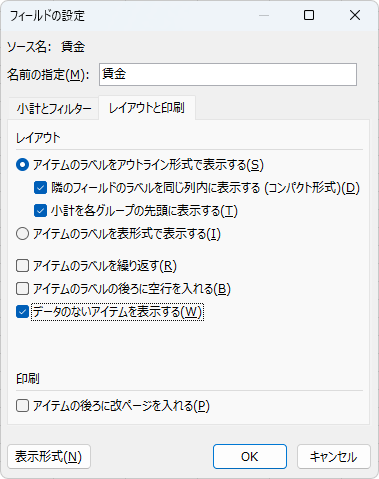 フィールドの設定
ソース名: 賃金
名前の指定(M): 賃金
小計とフィルター レイアウトと印刷
レイアウト
アイテムのラベルをアウトライン形式で表示する(S)
隣のフィールドのラベルを同じ列内に表示する (コンパクト形式)(D)
小計を各グループの先頭に表示する(T)
アイテムのラベルを表形式で表示する(I)
アイテムのラベルを繰り返す(R)
アイテムのラベルの後ろに空行を入れる(B)
データのないアイテムを表示する(W)
印刷
アイテムの後ろに改ページを入れる(P)
表示形式(N) OK キャンセル